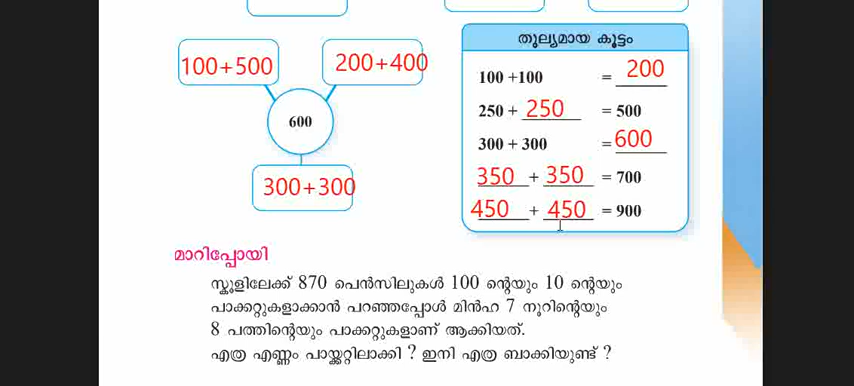 100+500
200+400
600
300+300
തുല്യമായ കൂട്ടം
100 +100 = 200
250 + 250 = 500
300 + 300 = 600
350 + 350 = 700
450 + 450 = 900
മാറിപ്പോയി
സ്കൂളിലേക്ക് 870 പെൻസിലുകൾ 100 ന്റെയും 10 ന്റെയും
പാക്കറ്റുകളാക്കാൻ പറഞ്ഞപ്പോൾ മിൻഹ 7 നൂറിന്റെയും
8 പത്തിന്റെയും പാക്കറ്റുകളാണ് ആക്കിയത്.
എത്ര എണ്ണം പായ്ക്കറ്റിലാക്കി ? ഇനി എത്ര ബാക്കിയുണ്ട് ?